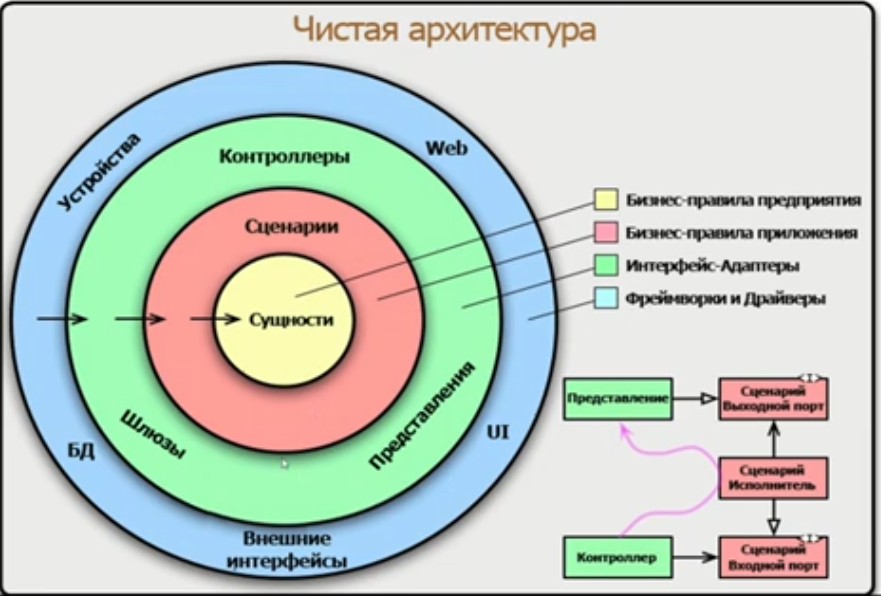 Чистая архитектура
Устройства
Web
Контроллеры
Сценарии
Сущности
Шлюзы
Представления
БД
UI
Внешние
интерфейсы
Бизнес-правила предприятия
Бизнес-правила приложения
Интерфейс-Адаптеры
Фреймворки и Драйверы
Представление
<I>
Сценарий
Выходной порт
Сценарий
Исполнитель
Контроллер
<I>
Сценарий
Входной порт